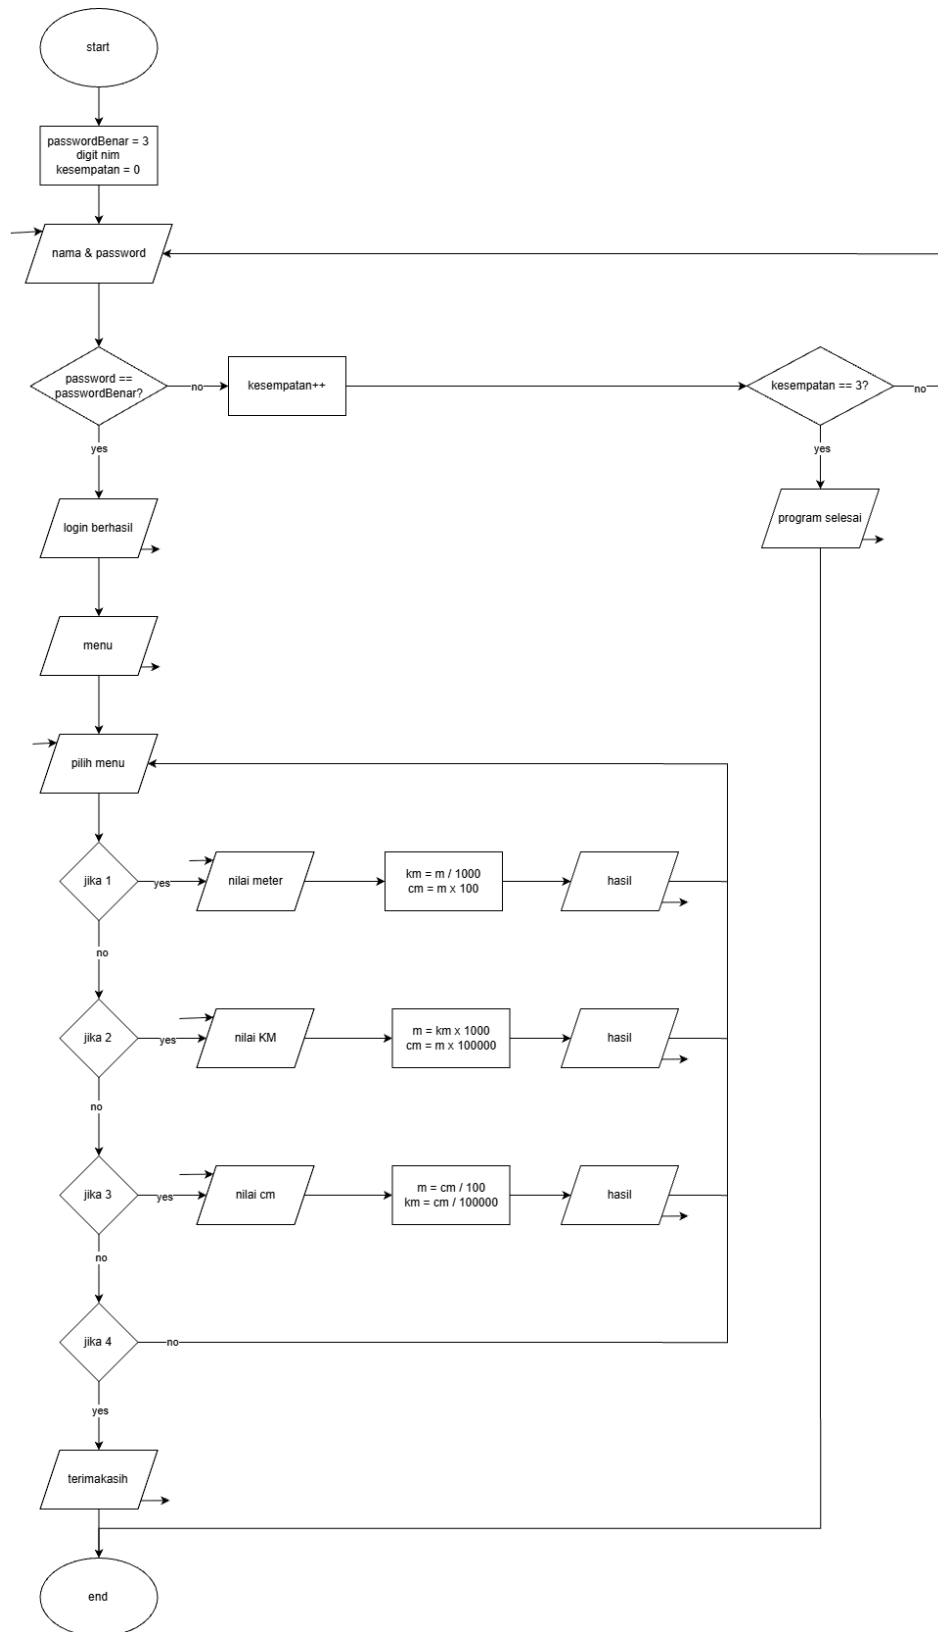 start
passwordBenar = 3
digit nim
kesempatan = 0
nama & password
password ==
passwordBenar?
no
kesempatan++
kesempatan == 3?
no
yes
yes
login berhasil
program selesai
menu
pilih menu
jika 1
yes
nilai meter
km = m / 1000
cm = m x 100
hasil
no
jika 2
yes
nilai KM
m = km x 1000
cm = m x 100000
hasil
no
jika 3
yes
nilai cm
m = cm / 100
km = cm / 100000
hasil
no
jika 4
no
yes
terimakasih
end